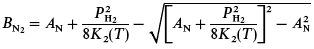 B_{N_2} = A_N + \frac{P_{H_2}^2}{8K_2(T)} - \sqrt{\left[ A_N + \frac{P_{H_2}^2}{8K_2(T)} \right]^2 - A_N^2}